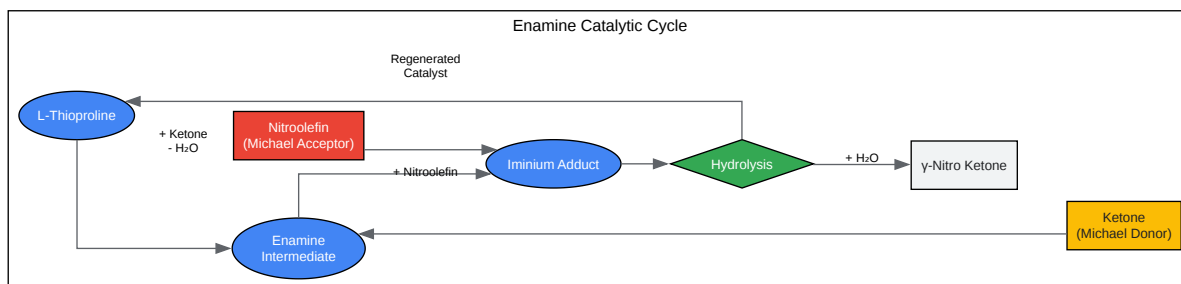 Enamine Catalytic Cycle
Regenerated
Catalyst
L-Thioproline
+ Ketone
- H₂O
Nitroolefin
(Michael Acceptor)
Iminium Adduct
Hydrolysis
+ H₂O
γ-Nitro Ketone
+ Nitroolefin
Enamine
Intermediate
Ketone
(Michael Donor)